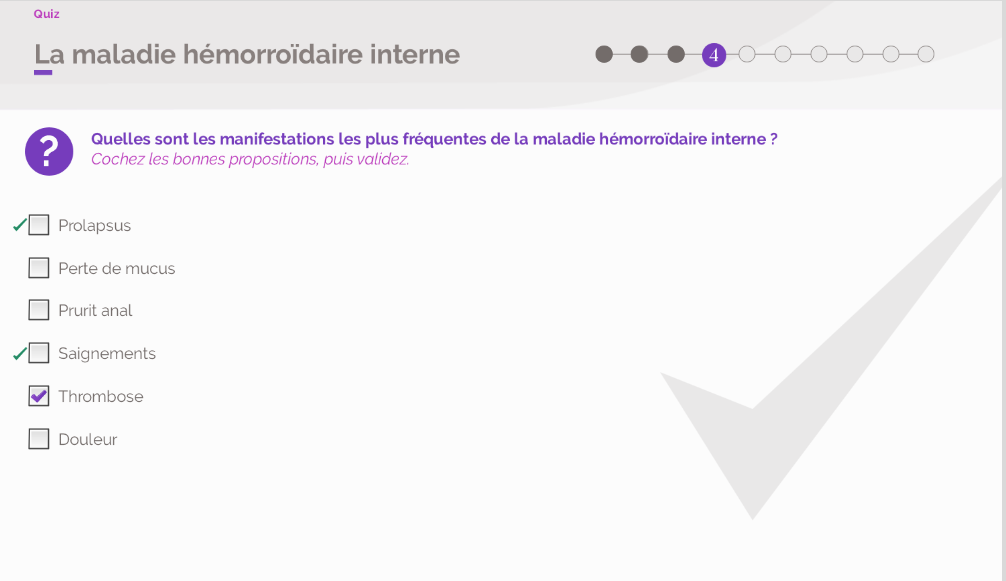 Quiz
La maladie hémorroïdaire interne
4
Quelles sont les manifestations les plus fréquentes de la maladie hémorroïdaire interne ?
Cochez les bonnes propositions, puis validez.
Prolapsus
Perte de mucus
Prurit anal
Saignements
Thrombose
Douleur